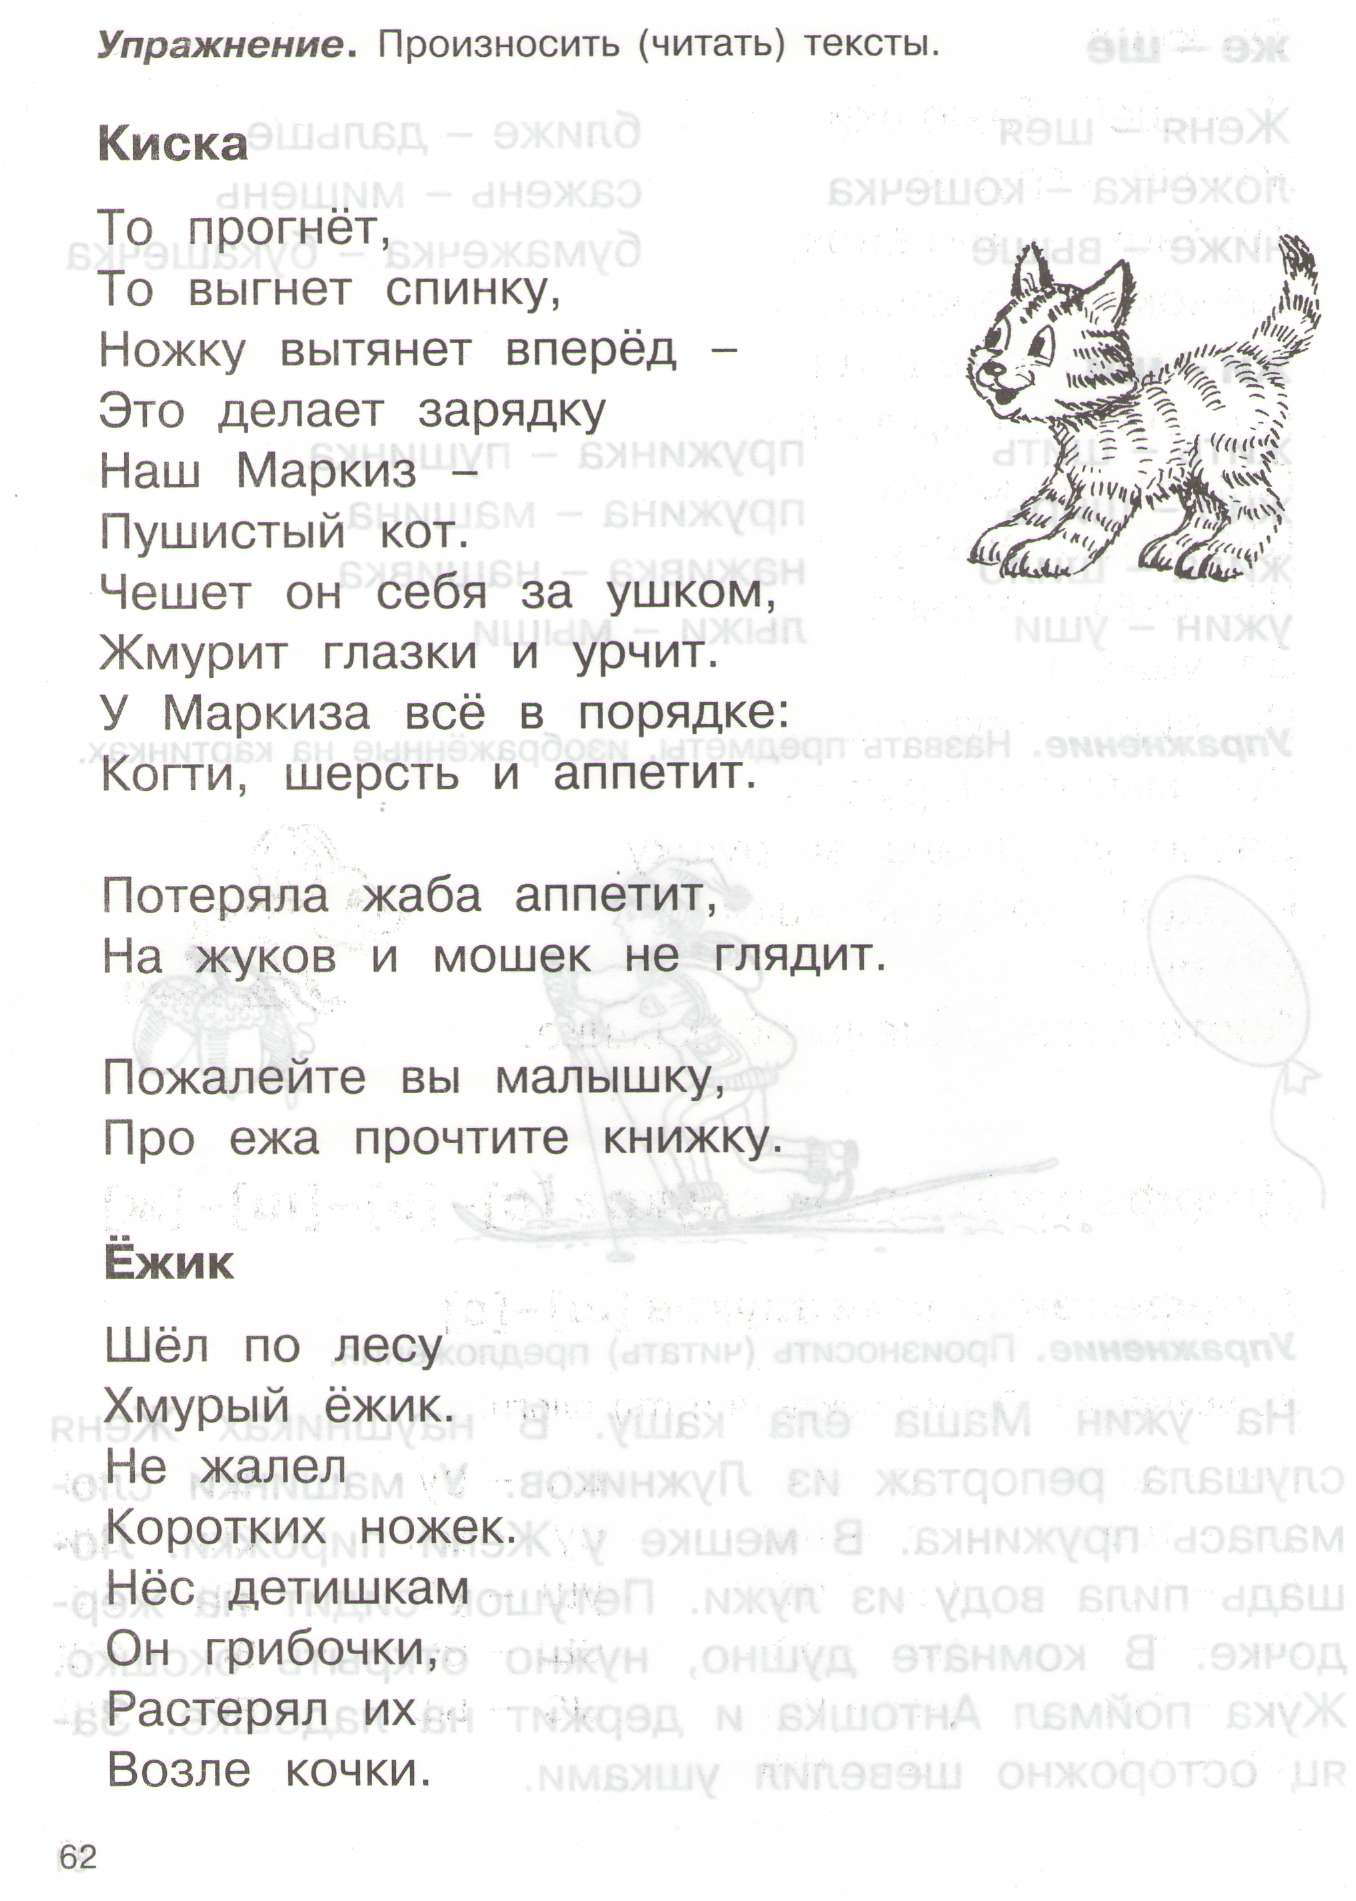 Упражнение. Произносить (читать) тексты.
Киска
То прогнёт,
То выгнет спинку,
Ножку вытянет вперёд –
Это делает зарядку
Наш Маркиз –
Пушистый кот.
Чешет он себя за ушком,
Жмурит глазки и урчит.
У Маркиза всё в порядке:
Когти, шерсть и аппетит.
Потеряла жаба аппетит,
На жуков и мошек не глядит.
Пожалейте вы малышку,
Про ежа прочтите книжку.
Ёжик
Шёл по лесу
Хмурый ёжик.
Не жалел
Коротких ножек.
Нёс детишкам
Он грибочки,
Растерял их
Возле кочки.
62